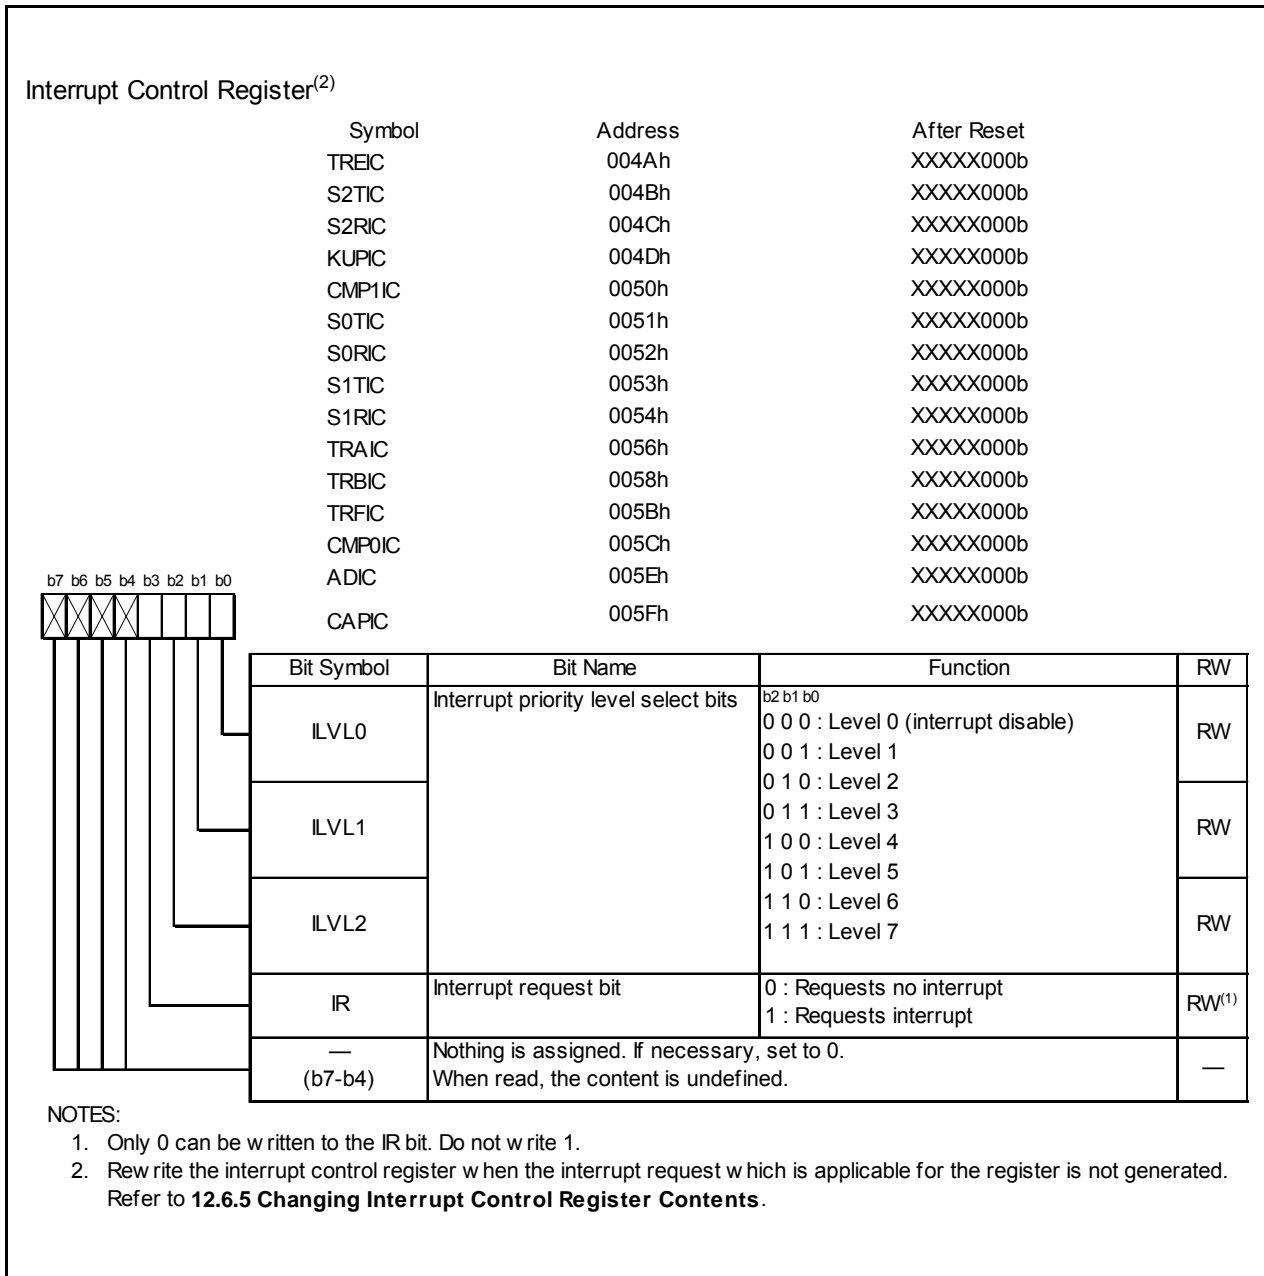 Interrupt Control Register(2)
Symbol Address After Reset
TREIC 004Ah XXXXX000b
S2TIC 004Bh XXXXX000b
S2RIC 004Ch XXXXX000b
KUPIC 004Dh XXXXX000b
CMP1IC 0050h XXXXX000b
S0TIC 0051h XXXXX000b
S0RIC 0052h XXXXX000b
S1TIC 0053h XXXXX000b
S1RIC 0054h XXXXX000b
TRAIC 0056h XXXXX000b
TRBIC 0058h XXXXX000b
TRFIC 005Bh XXXXX000b
CMP0IC 005Ch XXXXX000b
ADIC 005Eh XXXXX000b
CAPIC 005Fh XXXXX000b
b7 b6 b5 b4 b3 b2 b1 b0
Bit Symbol Bit Name Function RW
ILVL0 Interrupt priority level select bits b2 b1 b0
0 0 0 : Level 0 (interrupt disable) RW
0 0 1 : Level 1
0 1 0 : Level 2
ILVL1 0 1 1 : Level 3 RW
1 0 0 : Level 4
1 0 1 : Level 5
ILVL2 1 1 0 : Level 6 RW
1 1 1 : Level 7
IR Interrupt request bit 0 : Requests no interrupt RW(1)
1 : Requests interrupt
— Nothing is assigned. If necessary, set to 0. —
(b7-b4) When read, the content is undefined.
NOTES:
1. Only 0 can be written to the IR bit. Do not write 1.
2. Rewrite the interrupt control register when the interrupt request which is applicable for the register is not generated.
Refer to 12.6.5 Changing Interrupt Control Register Contents.